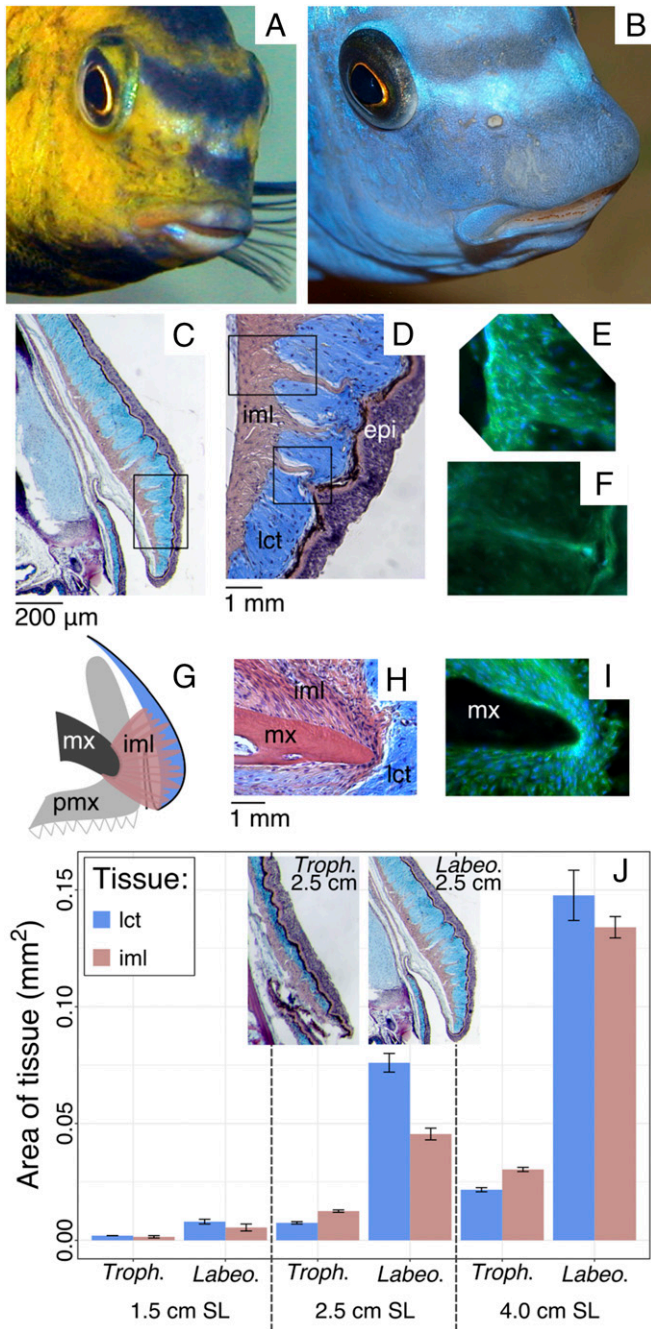 A
B
C
D
E
iml
epi
lct
F
200 µm
1 mm
G
mx
iml
pmx
H
iml
mx
lct
1 mm
I
mx
J
Tissue:
lct
iml
Troph.
2.5 cm
Labeo.
2.5 cm
Area of tissue (mm²)
0.15
0.10
0.05
0.00
Troph.
Labeo.
Troph.
Labeo.
Troph.
Labeo.
1.5 cm SL
2.5 cm SL
4.0 cm SL